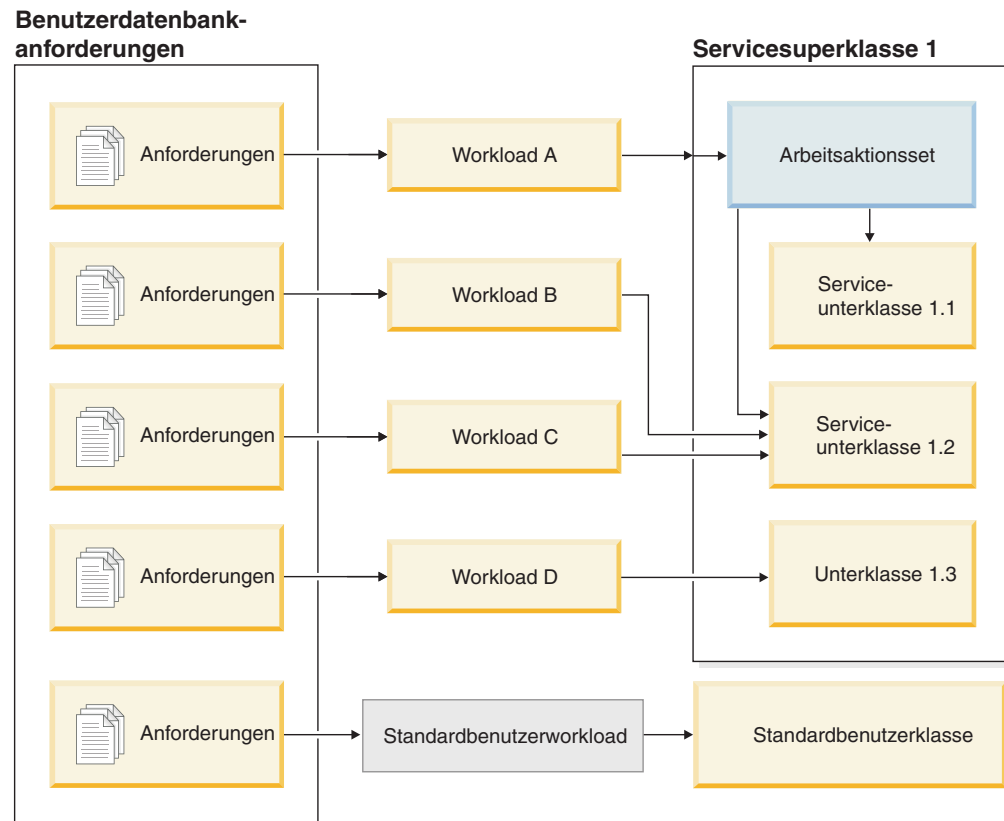 Benutzerdatenbank-
anforderungen
Servicesuperklasse 1
Anforderungen
Workload A
Arbeitsaktionsset
Anforderungen
Workload B
Service-
unterklasse 1.1
Anforderungen
Workload C
Service-
unterklasse 1.2
Anforderungen
Workload D
Unterklasse 1.3
Anforderungen
Standardbenutzerworkload
Standardbenutzerklasse